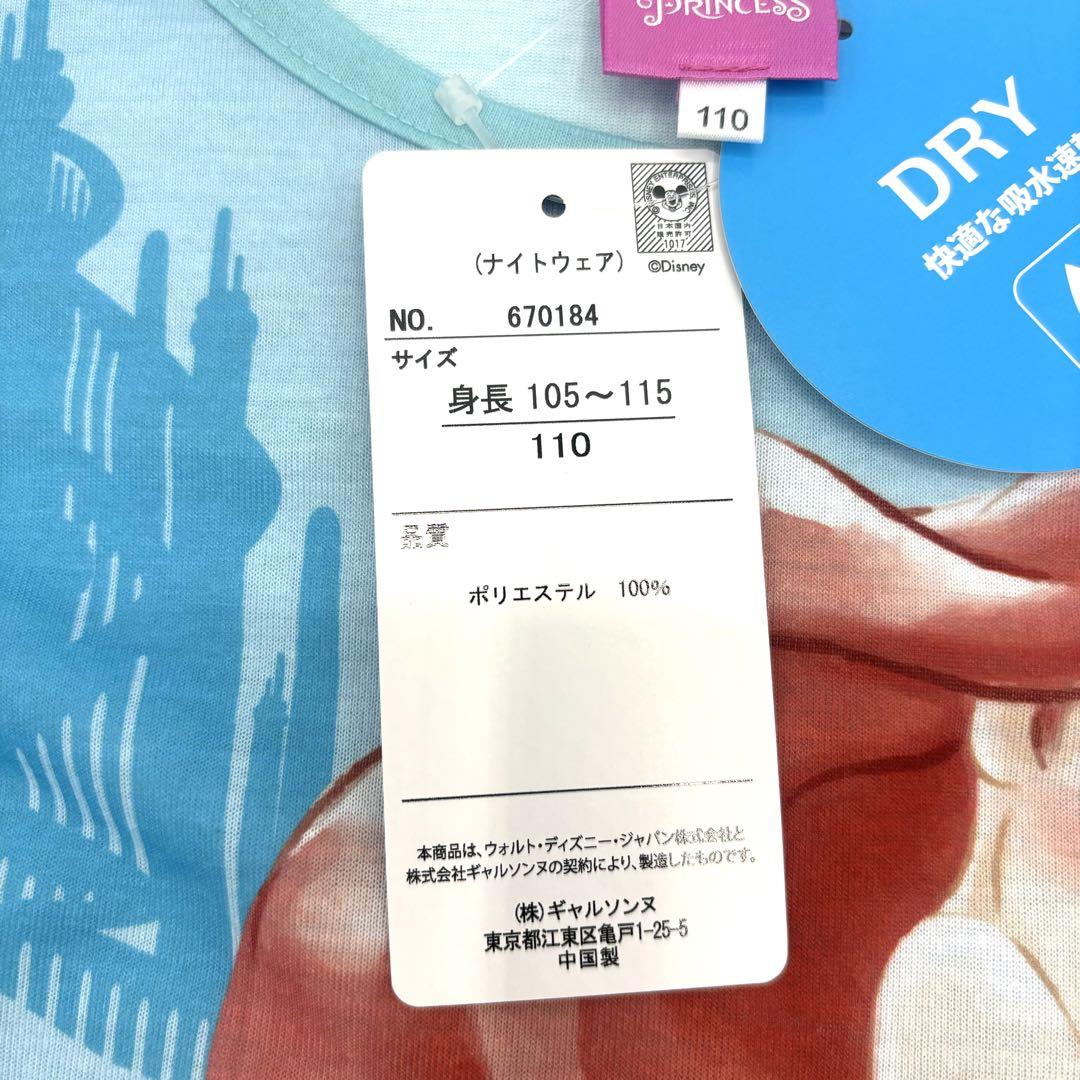 PRINCESS
110
DRY
快適な吸水速
DISNEY ENTERPRISES, INC.
日本国内
販売許可
1017
©Disney
(ナイトウェア)
NO. 670184
サイズ
身長 105～115
110
品質
ポリエステル 100%
本商品は、ウォルト・ディズニー・ジャパン株式会社と
株式会社ギャルソンヌの契約により、製造したものです。
(株)ギャルソンヌ
東京都江東区亀戸1-25-5
中国製